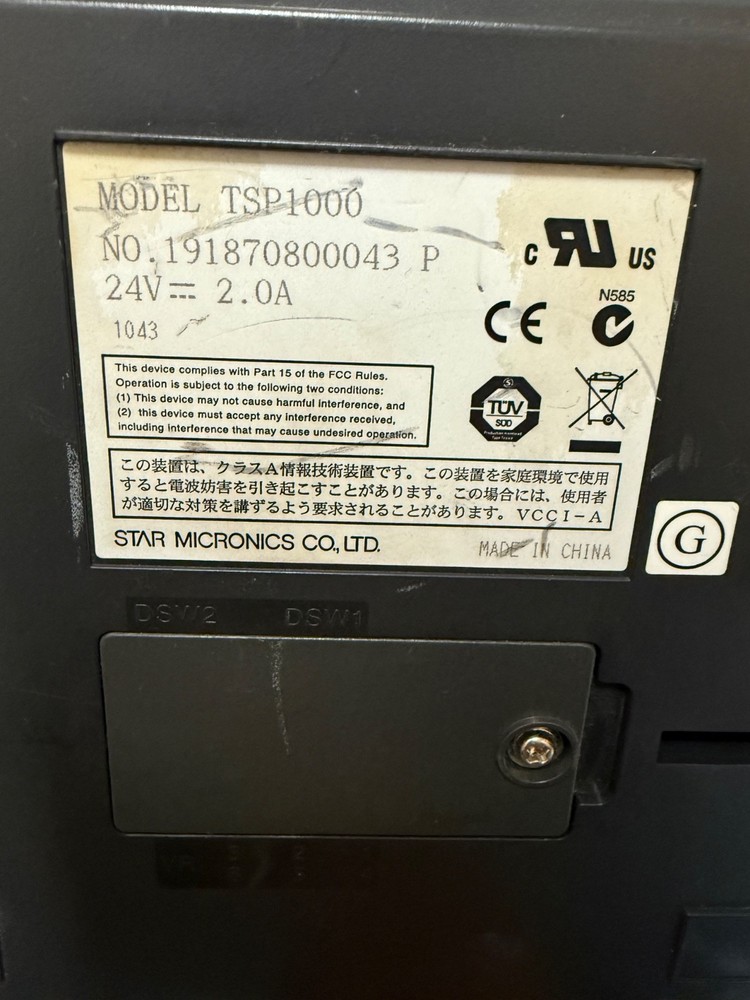 MODEL TSP1000
NO.191870800043 P
24V⎓ 2.0A
1043
C RU US
N585
CE
This device complies with Part 15 of the FCC Rules.
Operation is subject to the following two conditions:
(1) This device may not cause harmful interference, and
(2) this device must accept any interference received,
including interference that may cause undesired operation.
S
TÜV
SÜD
この装置は、クラスA情報技術装置です。この装置を家庭環境で使用
すると電波妨害を引き起こすことがあります。この場合には、使用者
が適切な対策を講ずるよう要求されることがあります。VCCI-A
STAR MICRONICS CO., LTD.
MADE IN CHINA
G
DSW2 DSW1